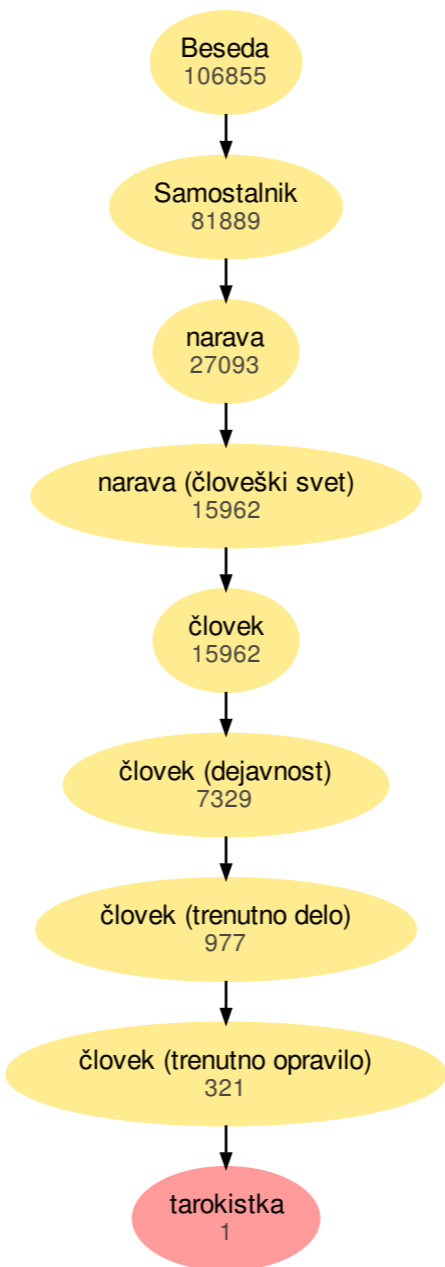 Beseda
106855
Samostalnik
81889
narava
27093
narava (človeški svet)
15962
človek
15962
človek (dejavnost)
7329
človek (trenutno delo)
977
človek (trenutno opravilo)
321
tarokistka
1